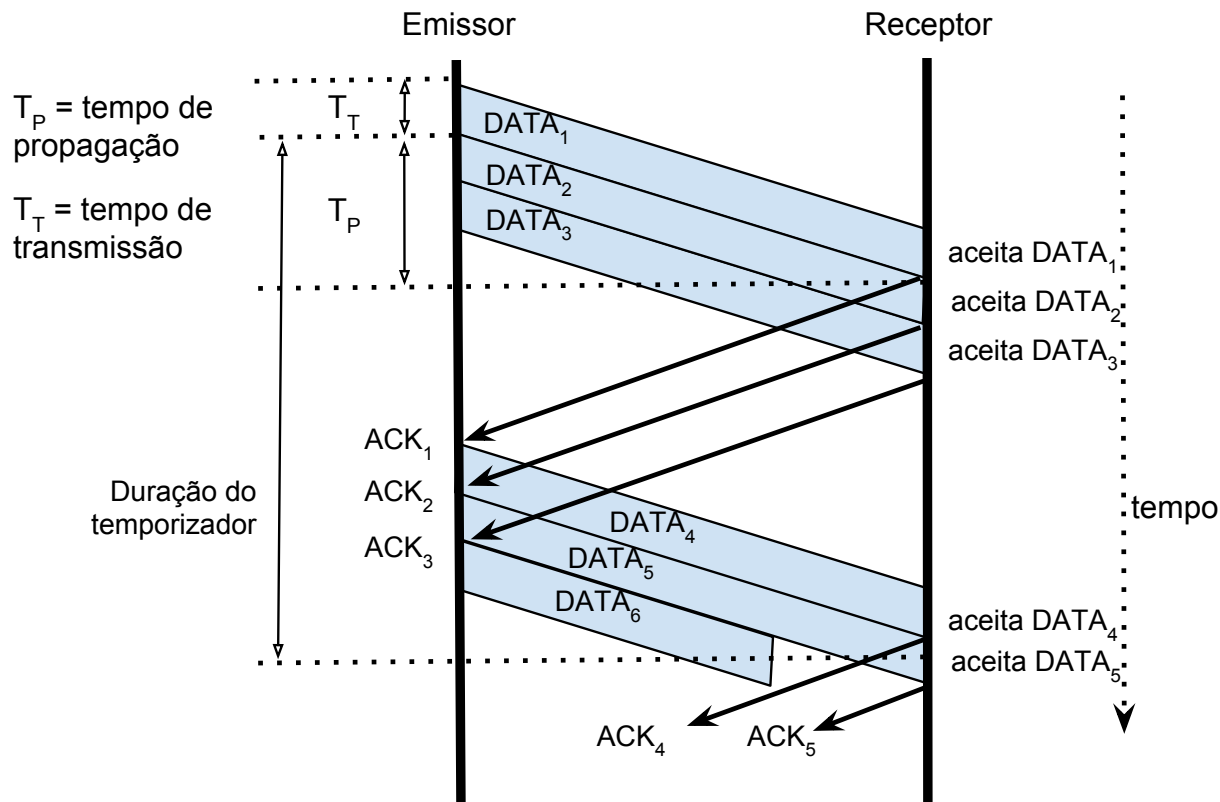 Emissor
Receptor
T_P = tempo de
propagação
T_T = tempo de
transmissão
T_T
T_P
DATA_1
DATA_2
DATA_3
aceita DATA_1
aceita DATA_2
aceita DATA_3
ACK_1
ACK_2
ACK_3
Duração do
temporizador
DATA_4
DATA_5
DATA_6
tempo
aceita DATA_4
aceita DATA_5
ACK_4
ACK_5